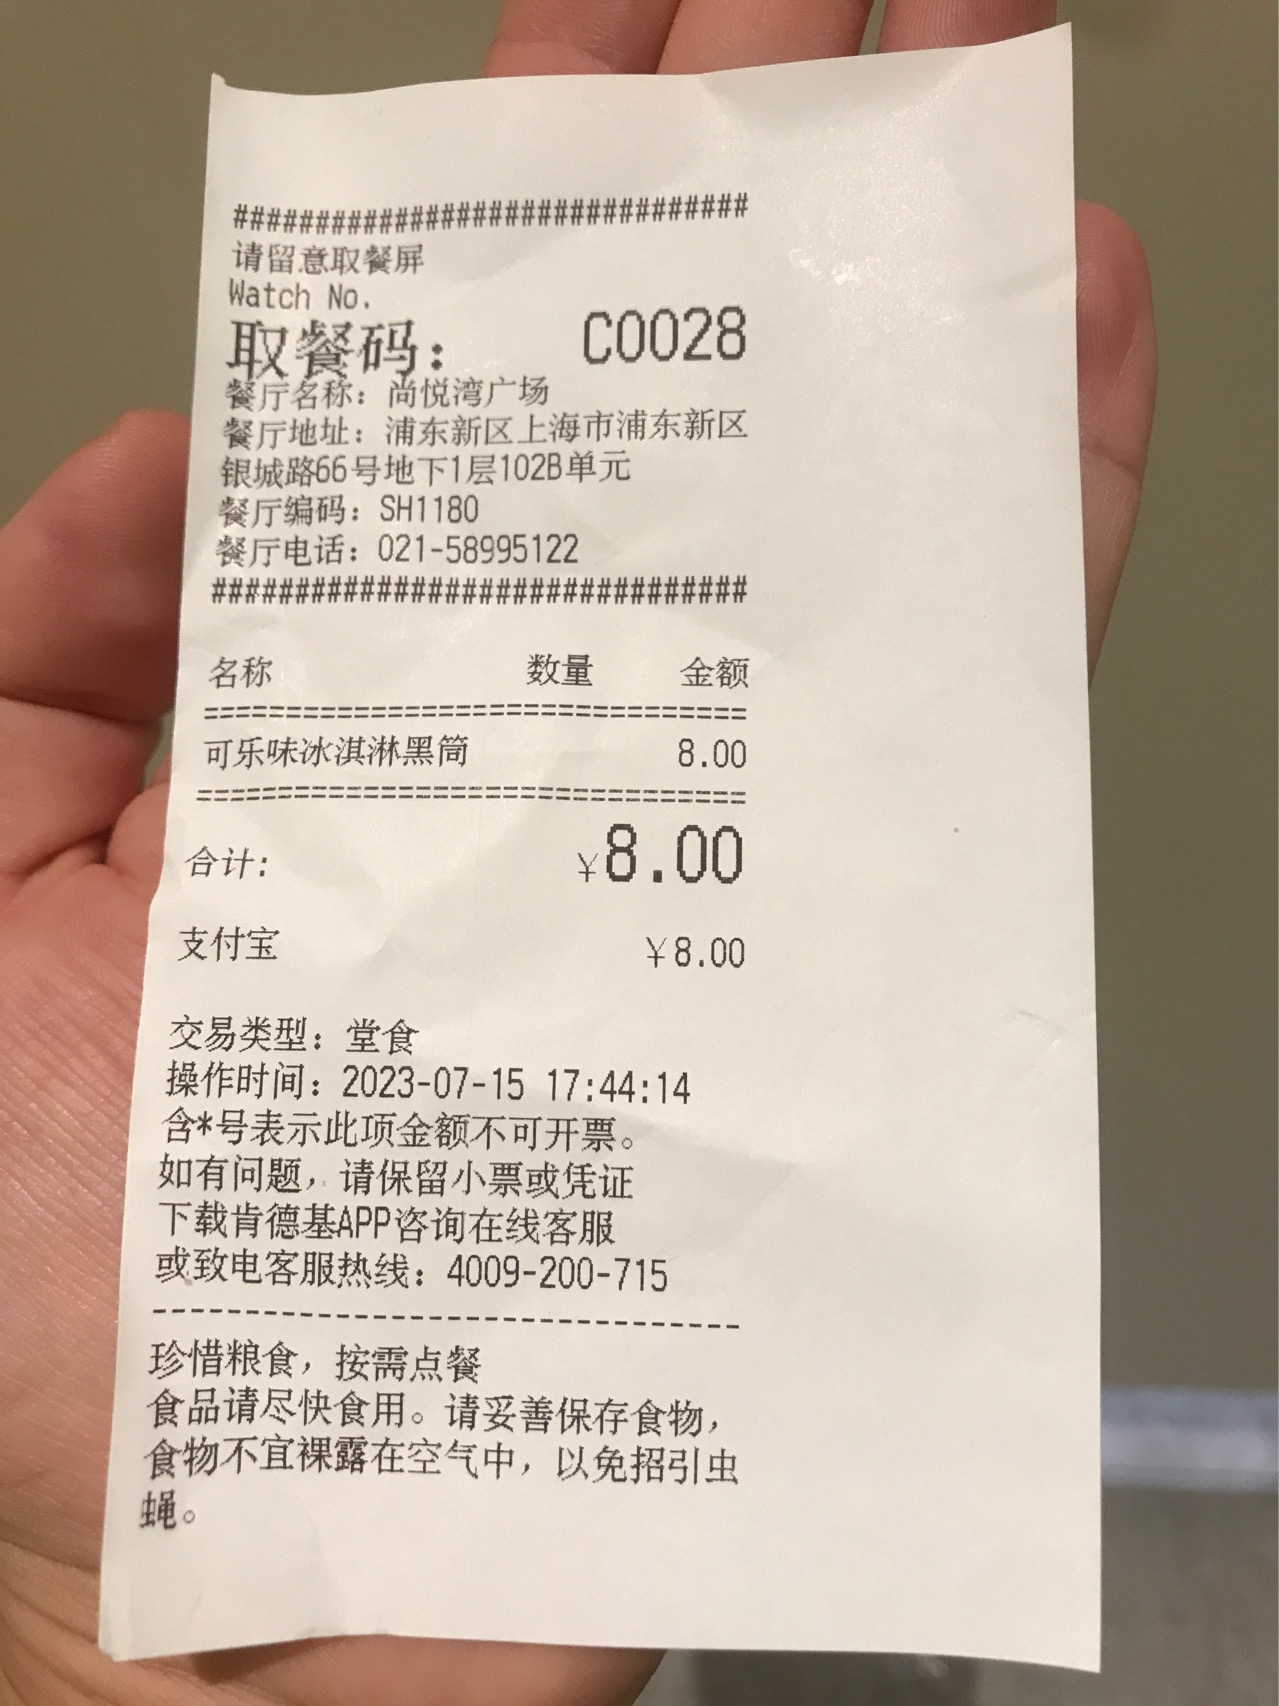 #################################
请留意取餐屏
Watch No.
取餐码： C0028
餐厅名称：尚悦湾广场
餐厅地址：浦东新区上海市浦东新区
银城路66号地下1层102B单元
餐厅编码：SH1180
餐厅电话：021-58995122
#################################
名称 数量 金额
================================
可乐味冰淇淋黑筒 8.00
================================
合计: ¥8.00
支付宝 ¥8.00
交易类型：堂食
操作时间：2023-07-15 17:44:14
含*号表示此项金额不可开票。
如有问题，请保留小票或凭证
下载肯德基APP咨询在线客服
或致电客服热线：4009-200-715
--------------------------------
珍惜粮食，按需点餐
食品请尽快食用。请妥善保存食物，
食物不宜裸露在空气中，以免招引虫
蝇。